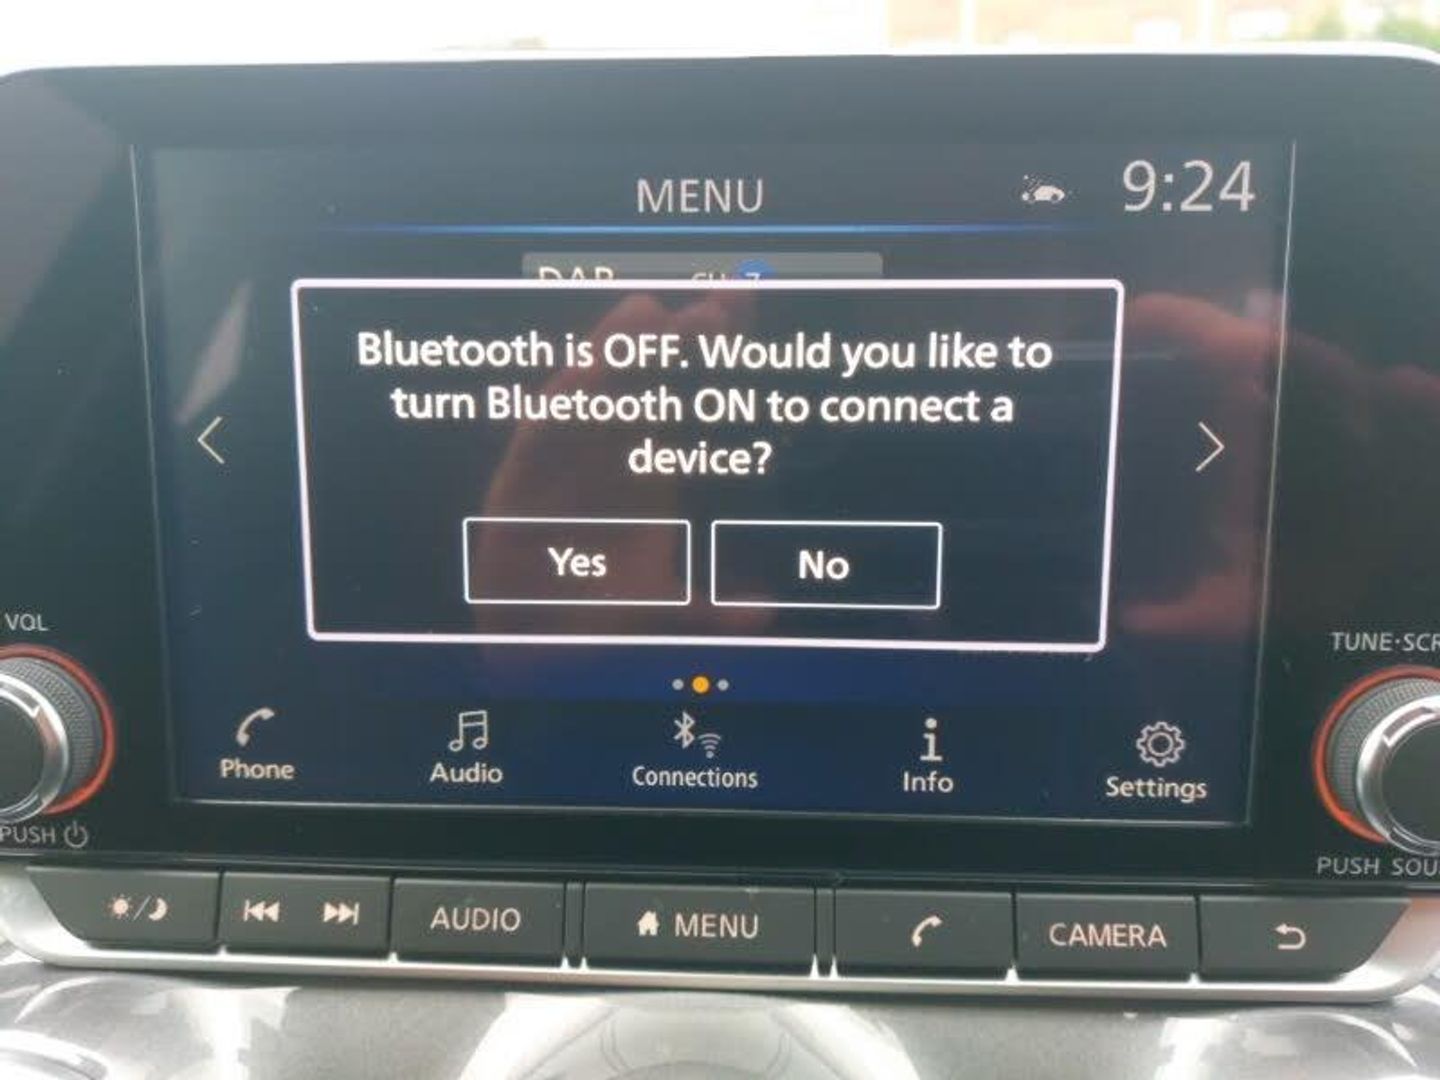 MENU
9:24
DAB
Bluetooth is OFF. Would you like to
turn Bluetooth ON to connect a
device?
Yes
No
VOL
PUSH
TUNE·SCR
PUSH SOU
Phone
Audio
Connections
Info
Settings
AUDIO
MENU
CAMERA